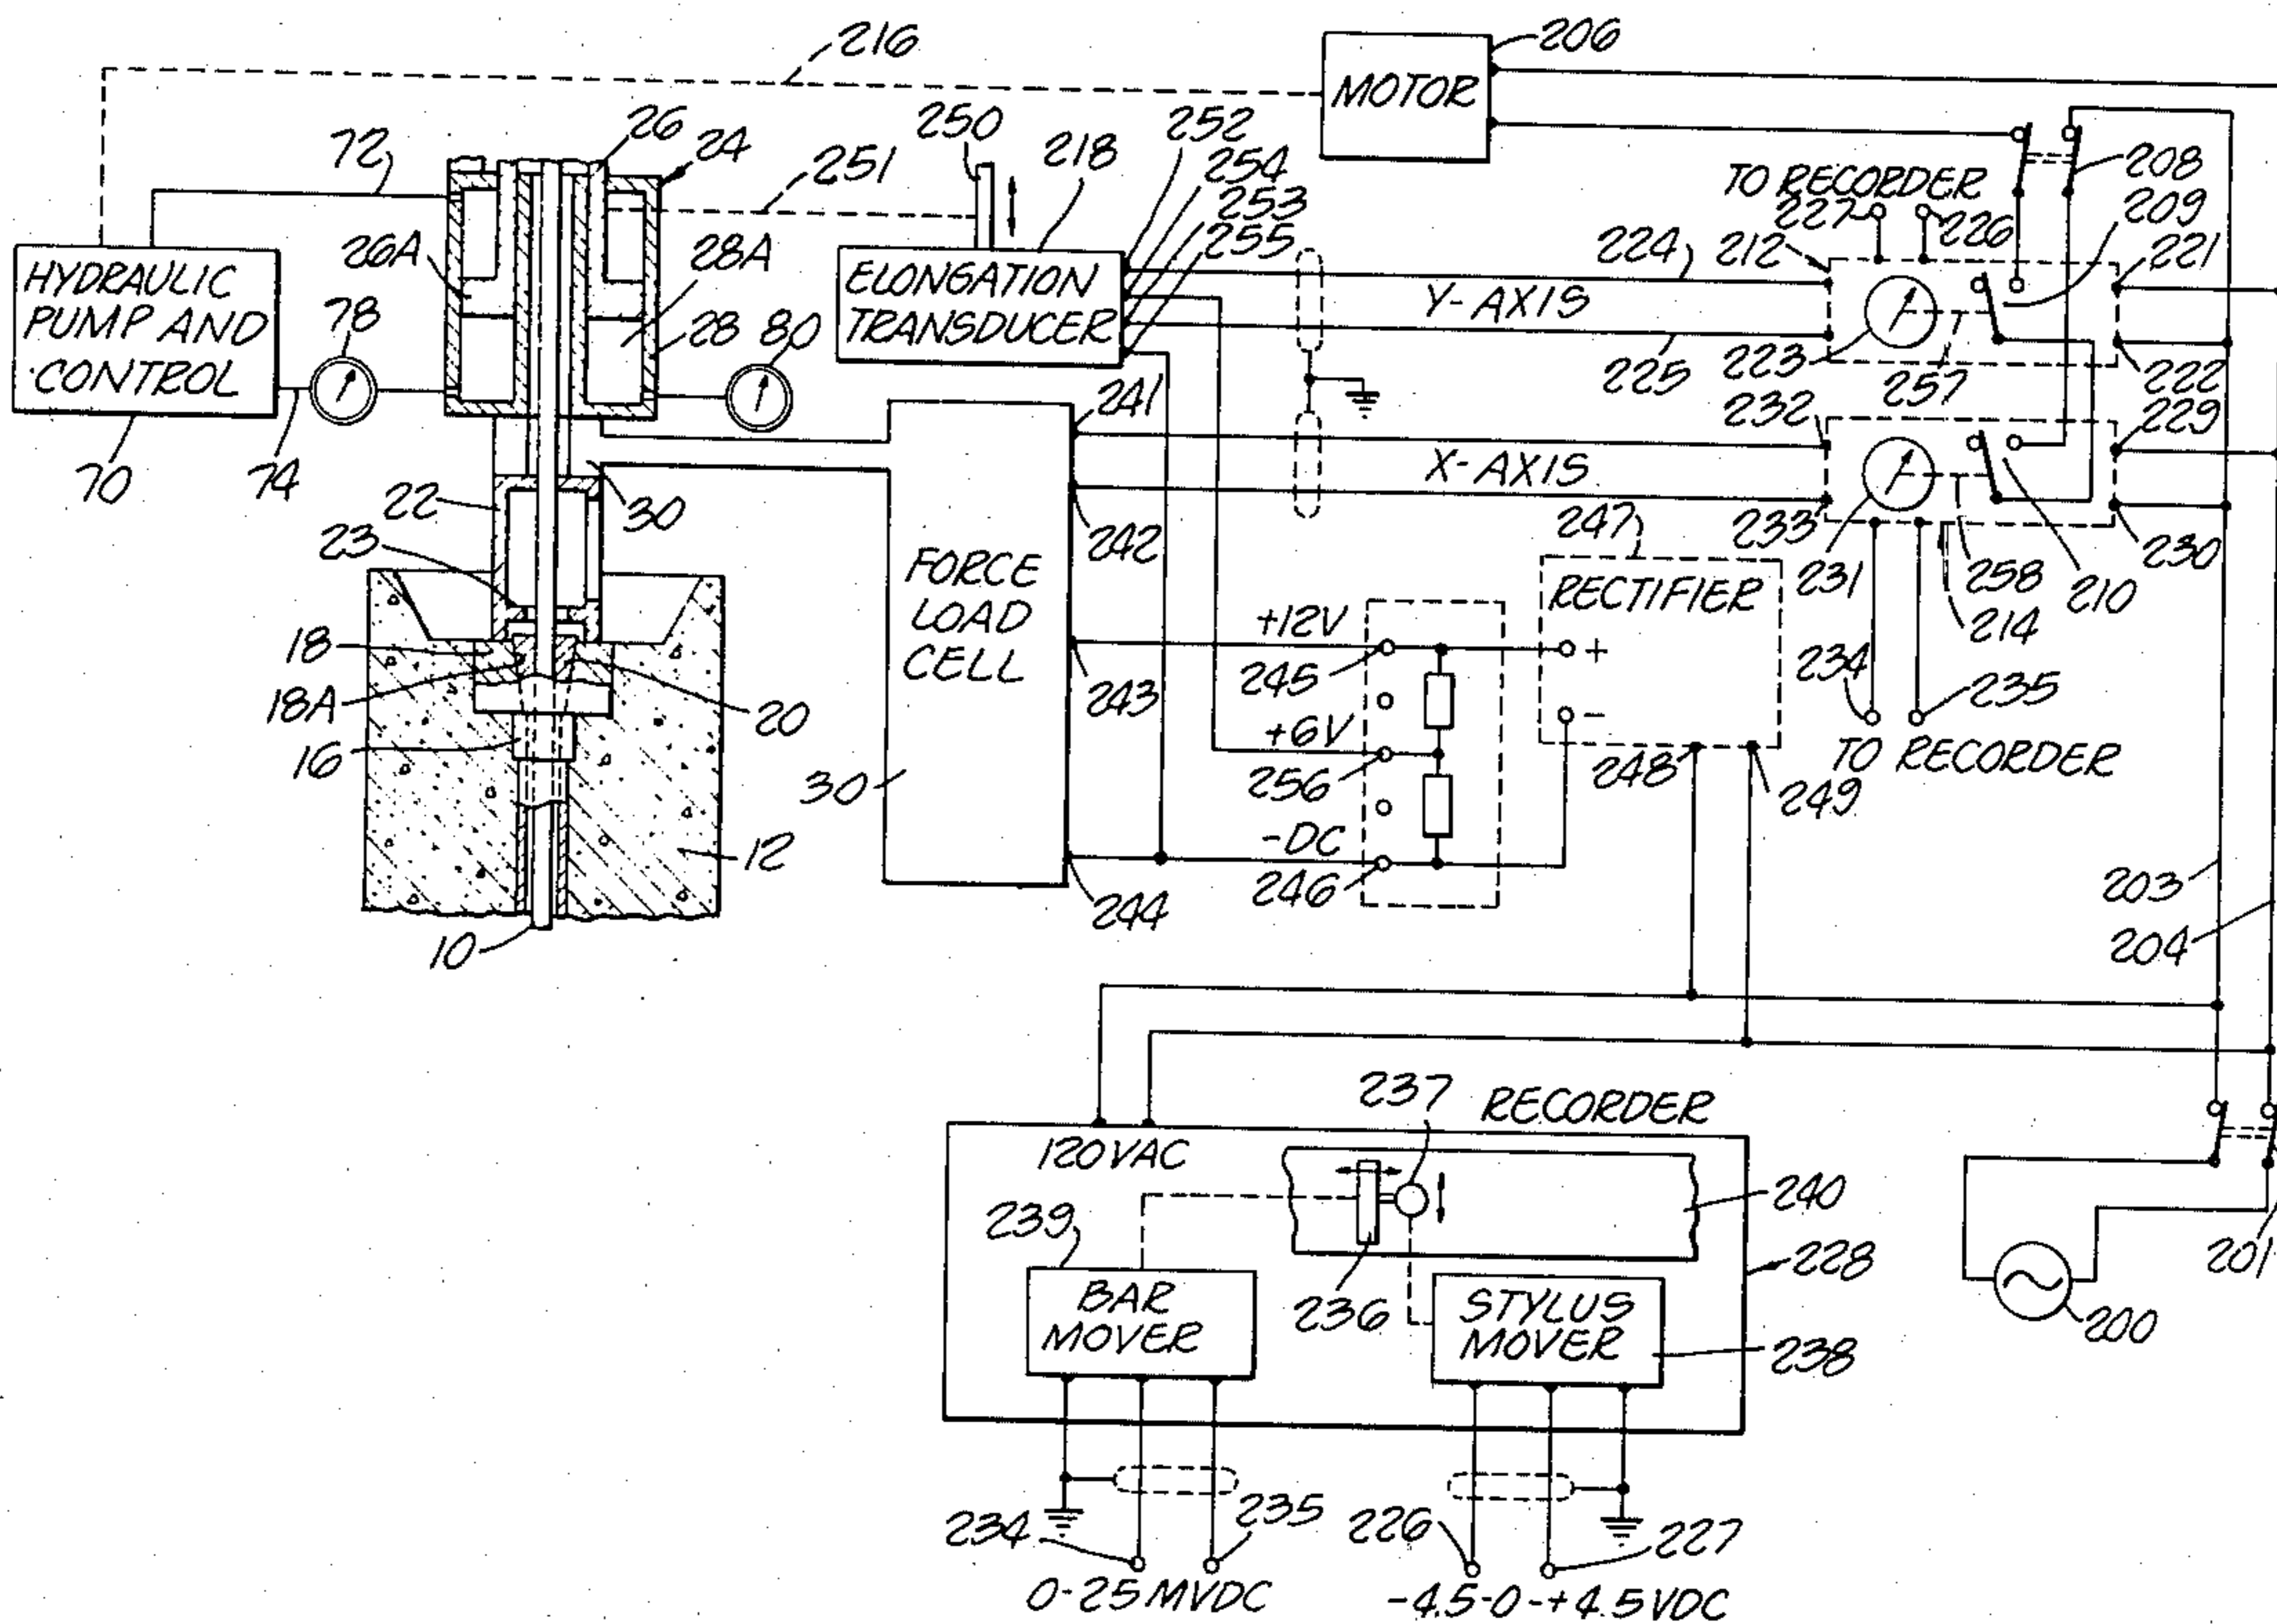 216
206
MOTOR
250
252
26
24
218
254
208
72
251
TO RECORDER
253
209
227
226
255
26A
28A
224
212
221
HYDRAULIC
PUMP AND
CONTROL
78
ELONGATION
TRANSDUCER
Y-AXIS
28
80
223
225
257
222
241
232
229
70
74
X-AXIS
22
30
247
233
230
23
242
231
258
210
FORCE
LOAD
CELL
RECTIFIER
214
+12V
18
+
245
234
235
18A
20
243
-
+6V
16
TO RECORDER
256
248
30
249
-DC
12
203
246
244
204
10
237
RECORDER
120VAC
240
239
201
228
BAR
MOVER
236
STYLUS
MOVER
200
238
234
235
226
227
0-25 MVDC
-4.5-0-+4.5VDC